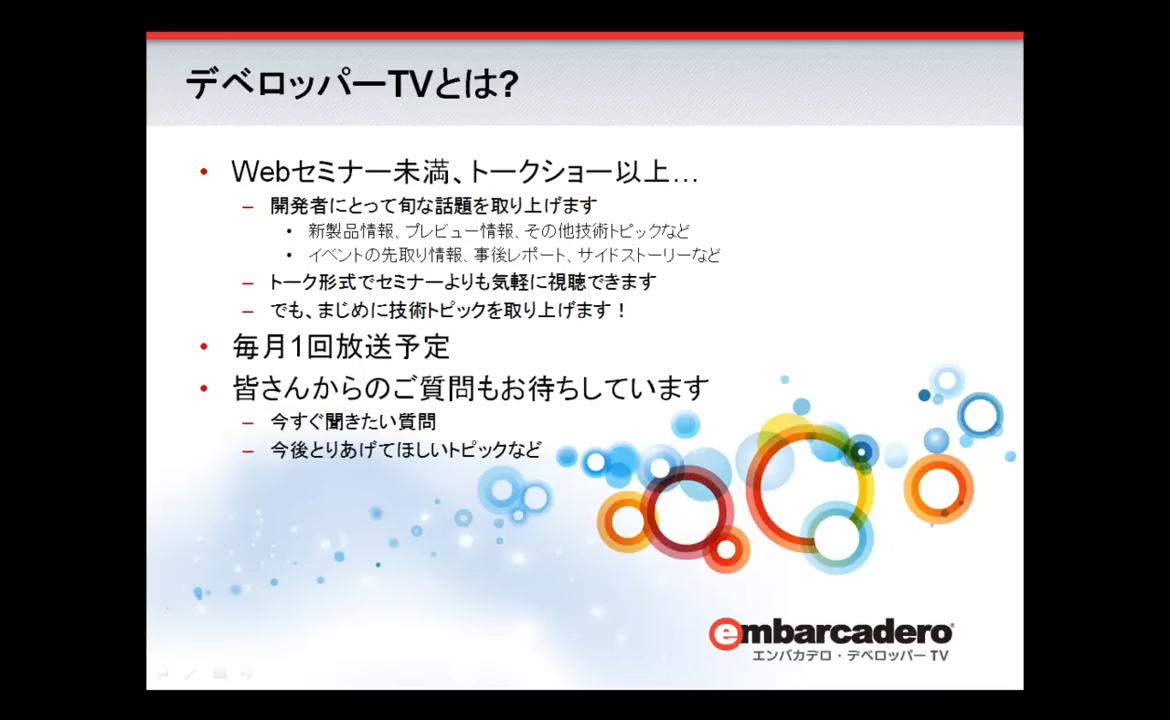 デベロッパーTVとは?
• Webセミナー未満、トークショー以上…
– 開発者にとって旬な話題を取り上げます
• 新製品情報、プレビュー情報、その他技術トピックなど
• イベントの先取り情報、事後レポート、サイドストーリーなど
– トーク形式でセミナーよりも気軽に視聴できます
– でも、まじめに技術トピックを取り上げます！
• 毎月1回放送予定
• 皆さんからのご質問もお待ちしています
– 今すぐ聞きたい質問
– 今後とりあげてほしいトピックなど
embarcadero®
エンバカデロ・デベロッパー TV